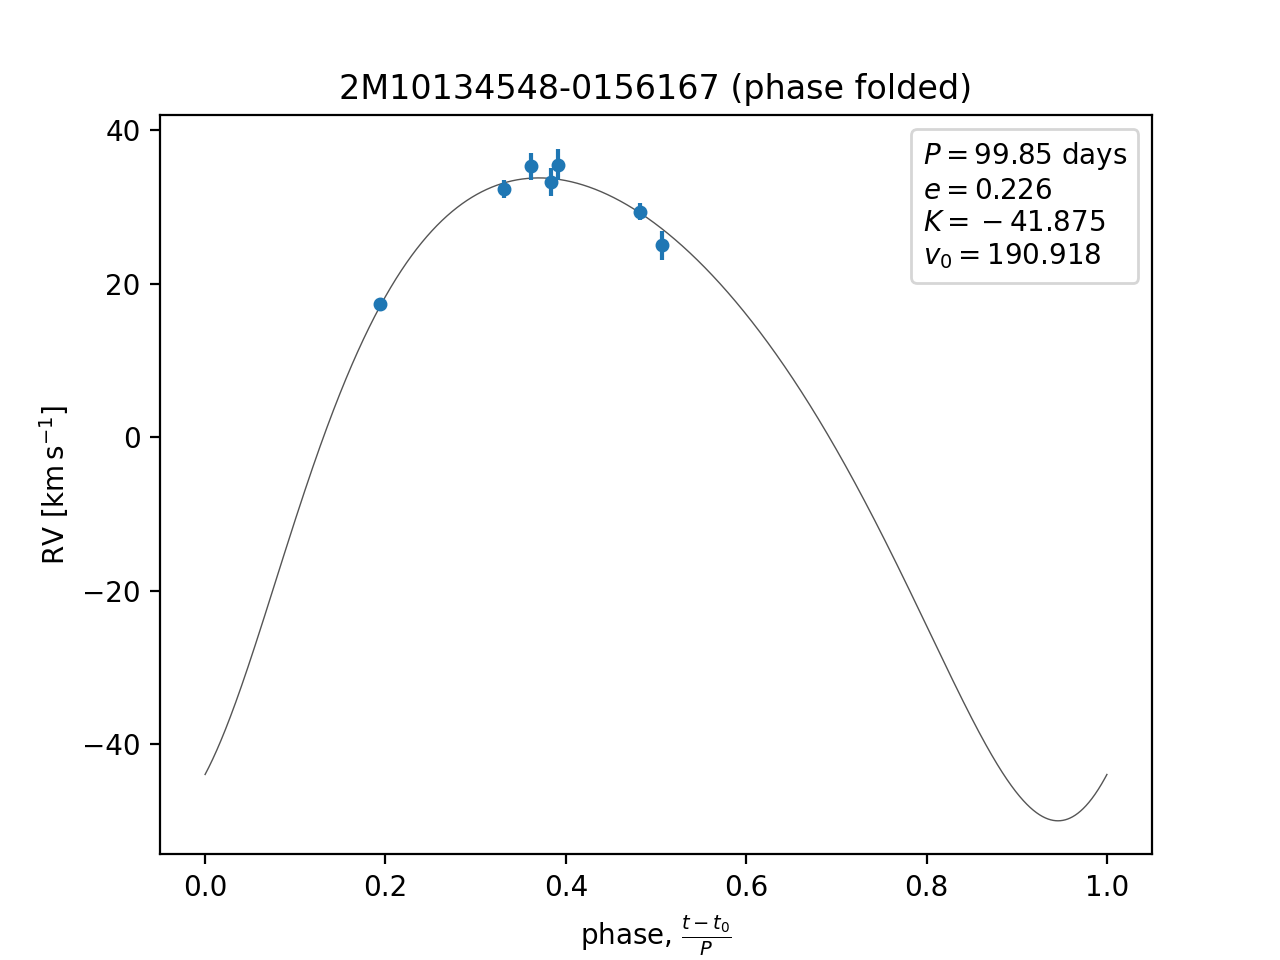 2M10134548-0156167 (phase folded)
P = 99.85 days
e = 0.226
K = −41.875
v₀ = 190.918
40
20
0
−20
−40
RV [km s⁻¹]
0.0 0.2 0.4 0.6 0.8 1.0
phase, (t − t₀)/P